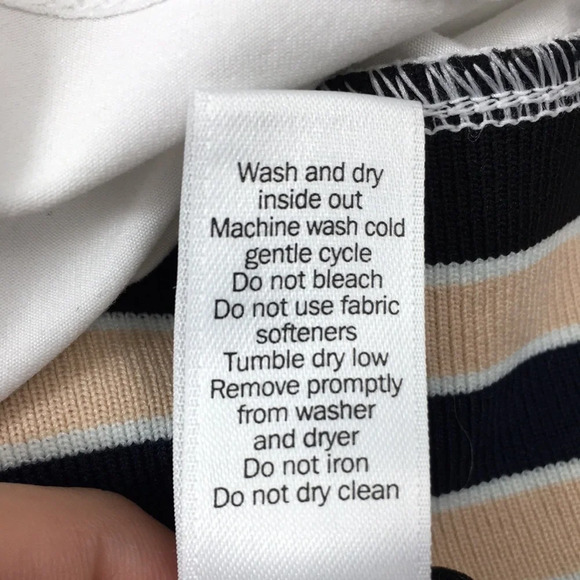 Wash and dry
inside out
Machine wash cold
gentle cycle
Do not bleach
Do not use fabric
softeners
Tumble dry low
Remove promptly
from washer
and dryer
Do not iron
Do not dry clean